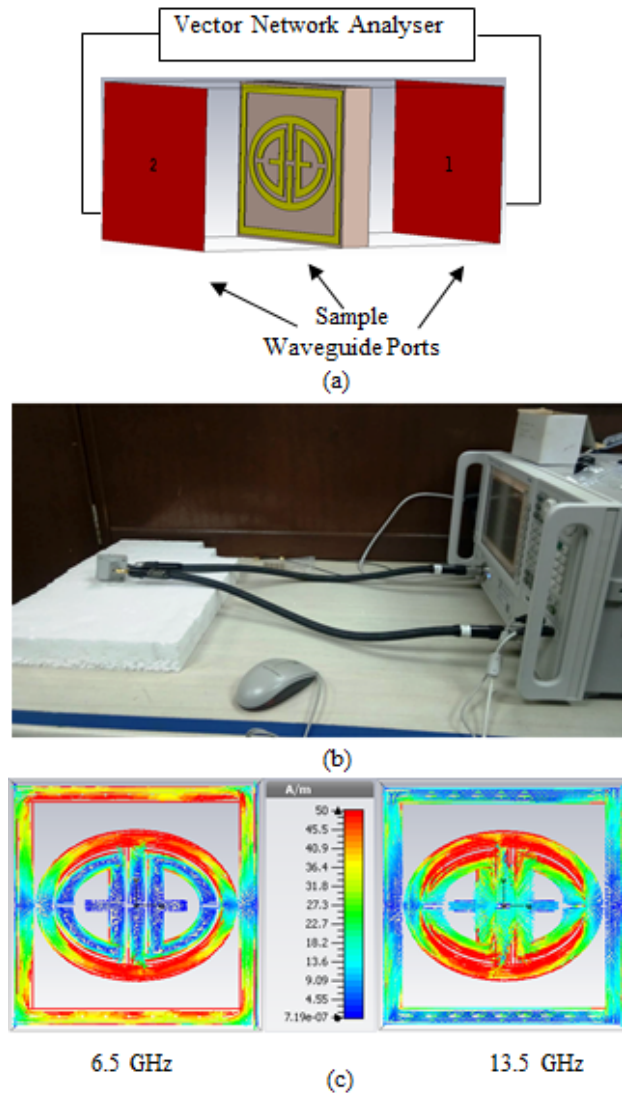 Vector Network Analyser
2
1
Sample
Waveguide Ports
(a)
(b)
A/m
50
45.5
40.9
36.4
31.8
27.3
22.7
18.2
13.6
9.09
4.55
7.19e-07
6.5 GHz
13.5 GHz
(c)